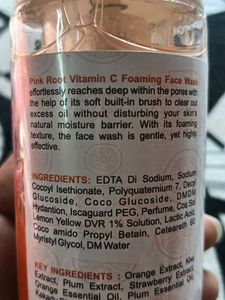 Pink Root Vitamin C Foaming Face Wash
effortlessly reaches deep within the pores with
the help of its soft built-in brush to clear out
excess oil without disturbing your skin's
natural moisture barrier. With its foaming
texture, the face wash is gentle, yet highly
effective.
INGREDIENTS: EDTA Di Sodium, Sodium
Cocoyl Isethionate, Polyquaternium 7, Decyl
Glucoside, Coco Glucoside, DMDM
Hydantion, Iscaguard PEG, Perfume, Cos Sol
Lemon Yellow DVR 1% Solution, Lactic Acid,
Coco amido Propyl Betain, Ceteareth 60
Myristyl Glycol, DM Water
KEY INGREDIENTS : Orange Extract, Kiwi
Extract, Plum Extract, Strawberry Extract,
Orange Essential Oil, Plum Essential Oil,